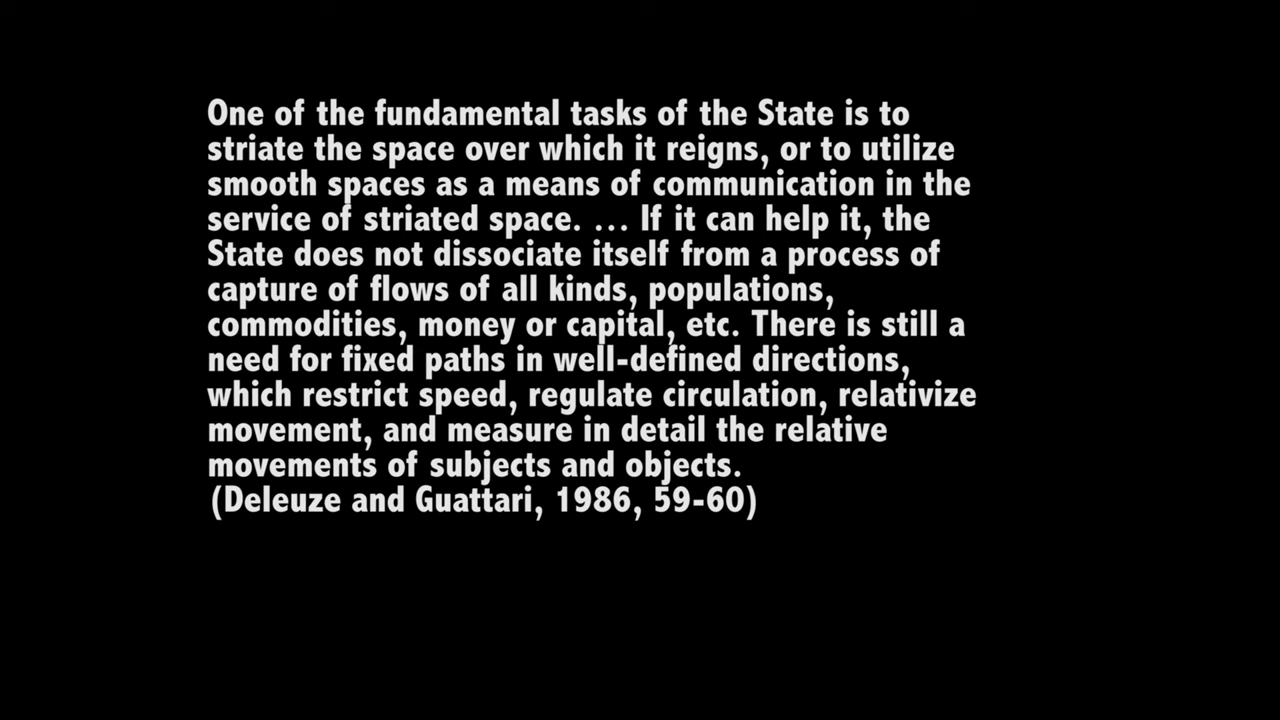 One of the fundamental tasks of the State is to
striate the space over which it reigns, or to utilize
smooth spaces as a means of communication in the
service of striated space. … If it can help it, the
State does not dissociate itself from a process of
capture of flows of all kinds, populations,
commodities, money or capital, etc. There is still a
need for fixed paths in well-defined directions,
which restrict speed, regulate circulation, relativize
movement, and measure in detail the relative
movements of subjects and objects.
(Deleuze and Guattari, 1986, 59-60)